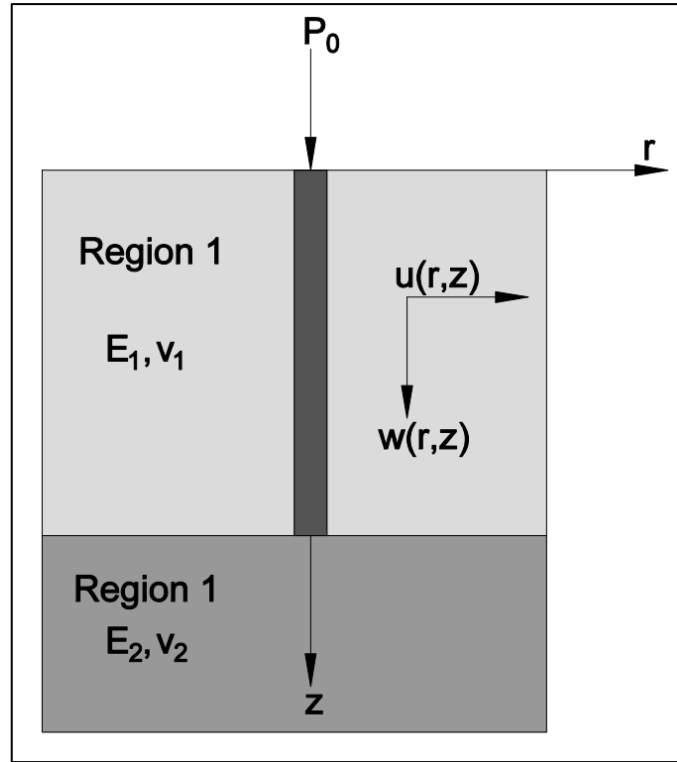 P₀
r
Region 1
u(r,z)
E₁, v₁
w(r,z)
Region 1
E₂, v₂
z